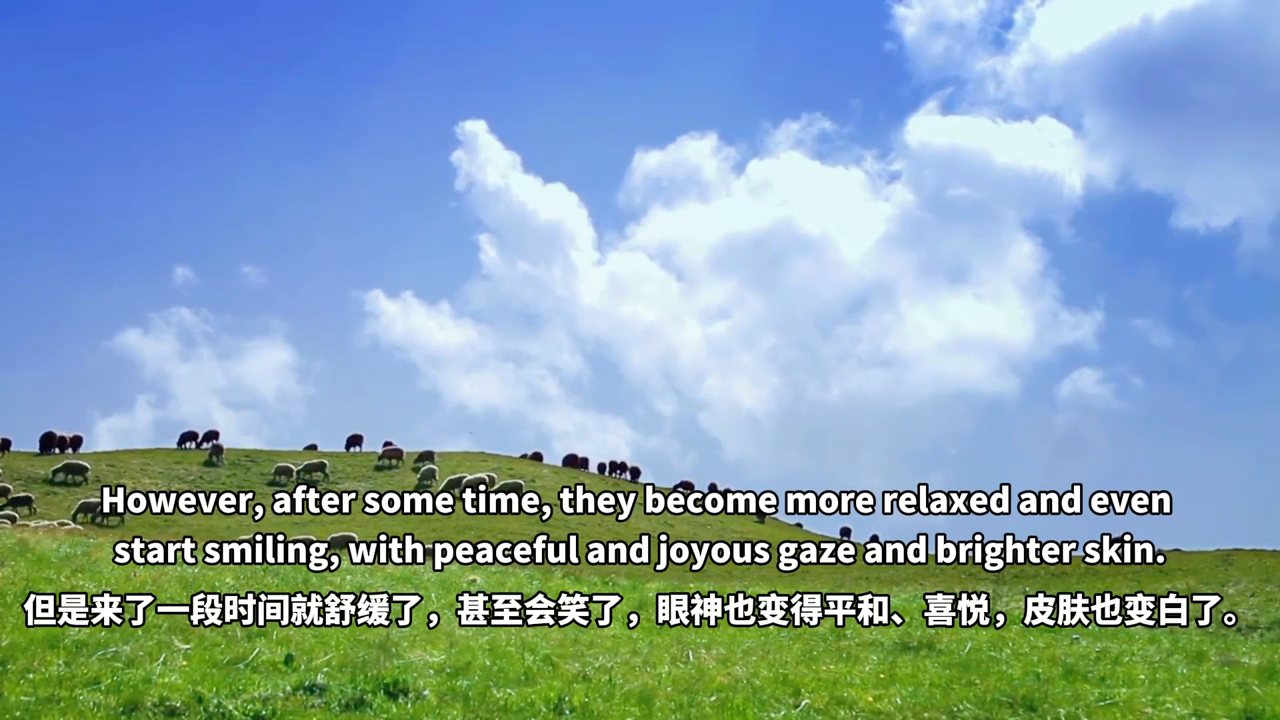 However, after some time, they become more relaxed and even
start smiling, with peaceful and joyous gaze and brighter skin.
但是来了一段时间就舒缓了，甚至会笑了，眼神也变得平和、喜悦，皮肤也变白了。